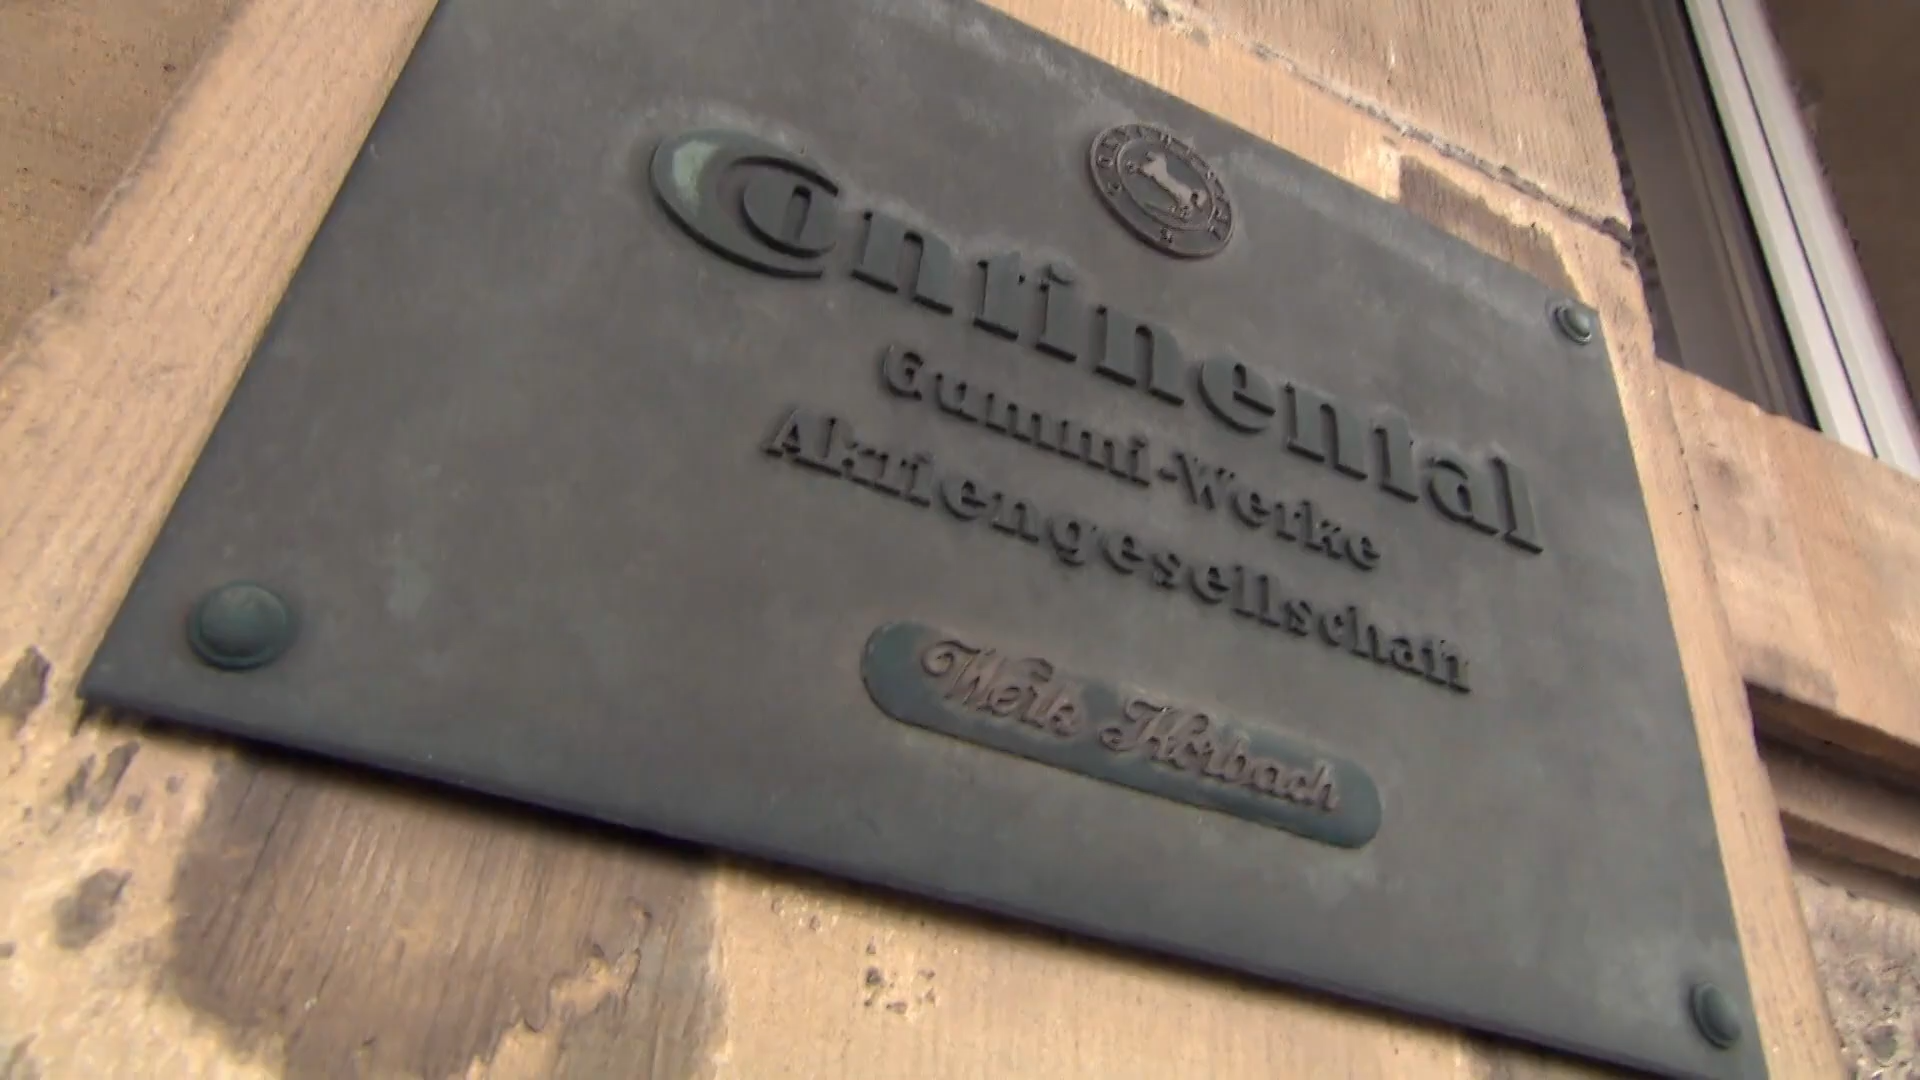 Continental
Gummi-Werke
Aktiengesellschaft
Werk Korbach